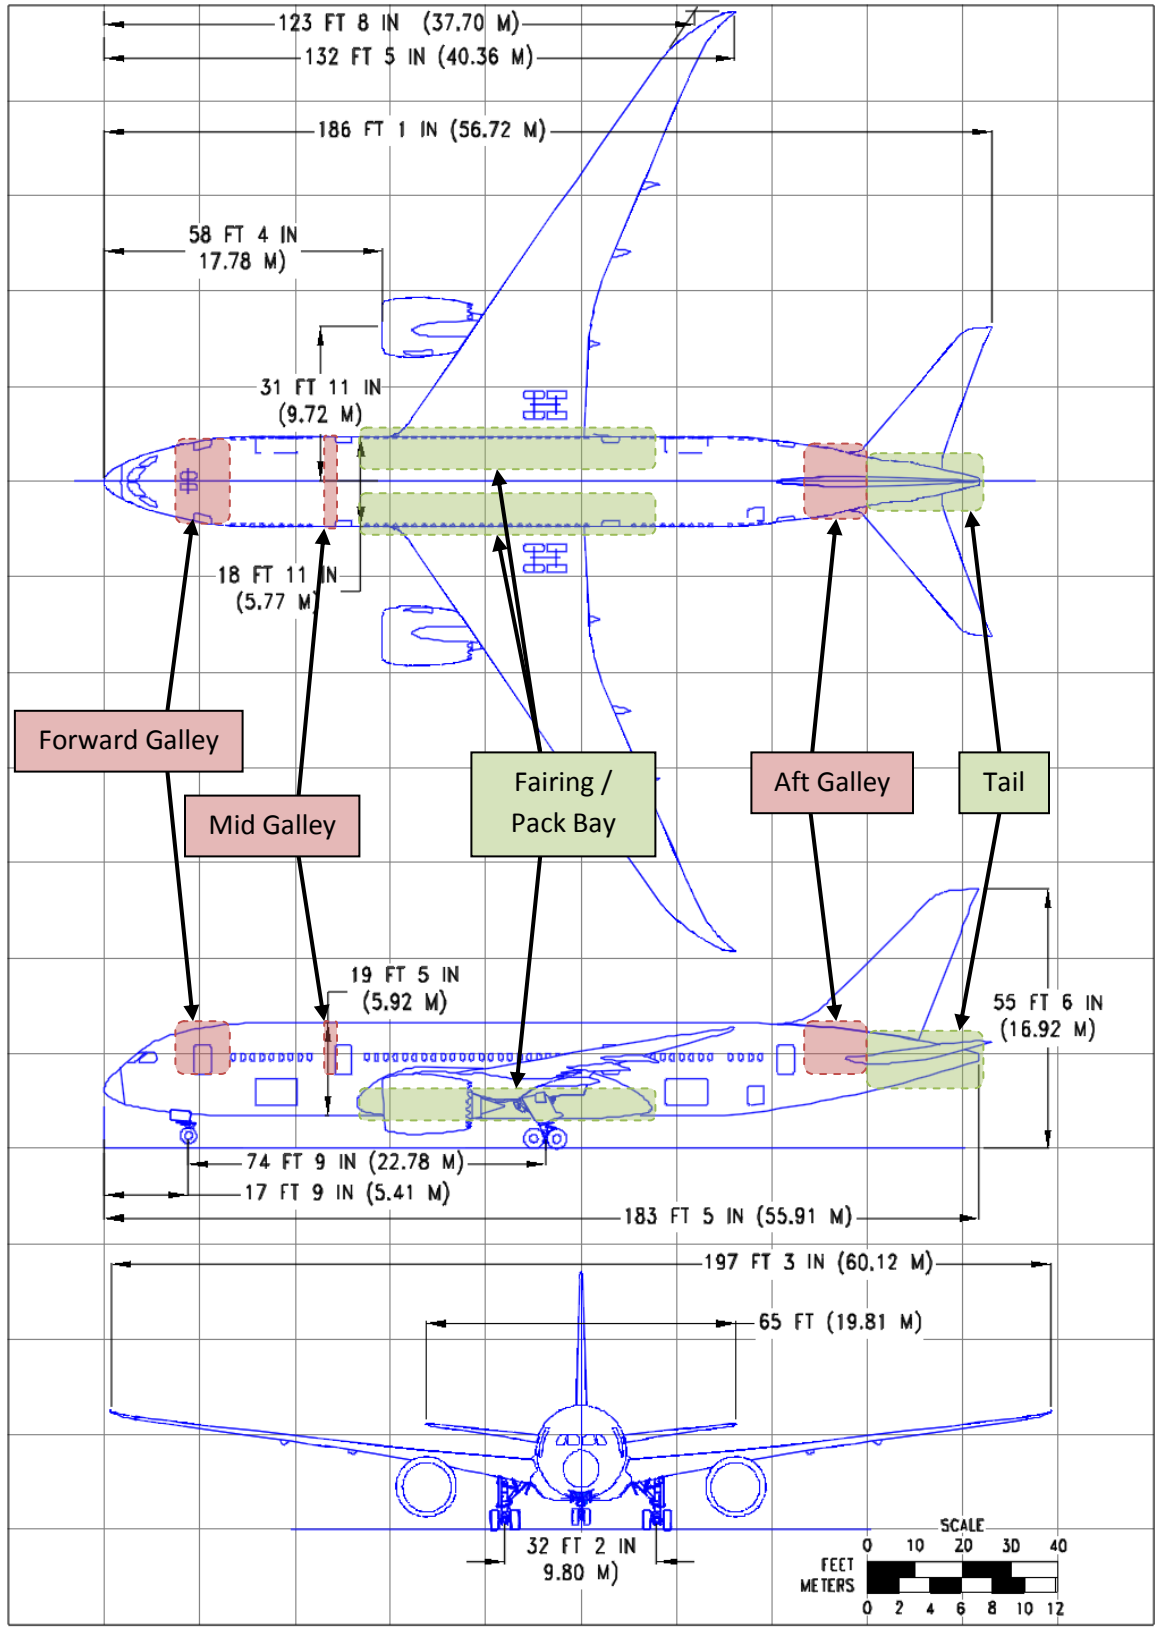 123 FT 8 IN (37.70 M)
132 FT 5 IN (40.36 M)
186 FT 1 IN (56.72 M)
58 FT 4 IN
17.78 M)
31 FT 11 IN
(9.72 M)
18 FT 11 IN
(5.77 M)
Forward Galley
Mid Galley
Fairing /
Pack Bay
Aft Galley
Tail
19 FT 5 IN
(5.92 M)
55 FT 6 IN
(16.92 M)
74 FT 9 IN (22.78 M)
17 FT 9 IN (5.41 M)
183 FT 5 IN (55.91 M)
197 FT 3 IN (60.12 M)
65 FT (19.81 M)
32 FT 2 IN
9.80 M)
SCALE
0 10 20 30 40
FEET
METERS
0 2 4 6 8 10 12